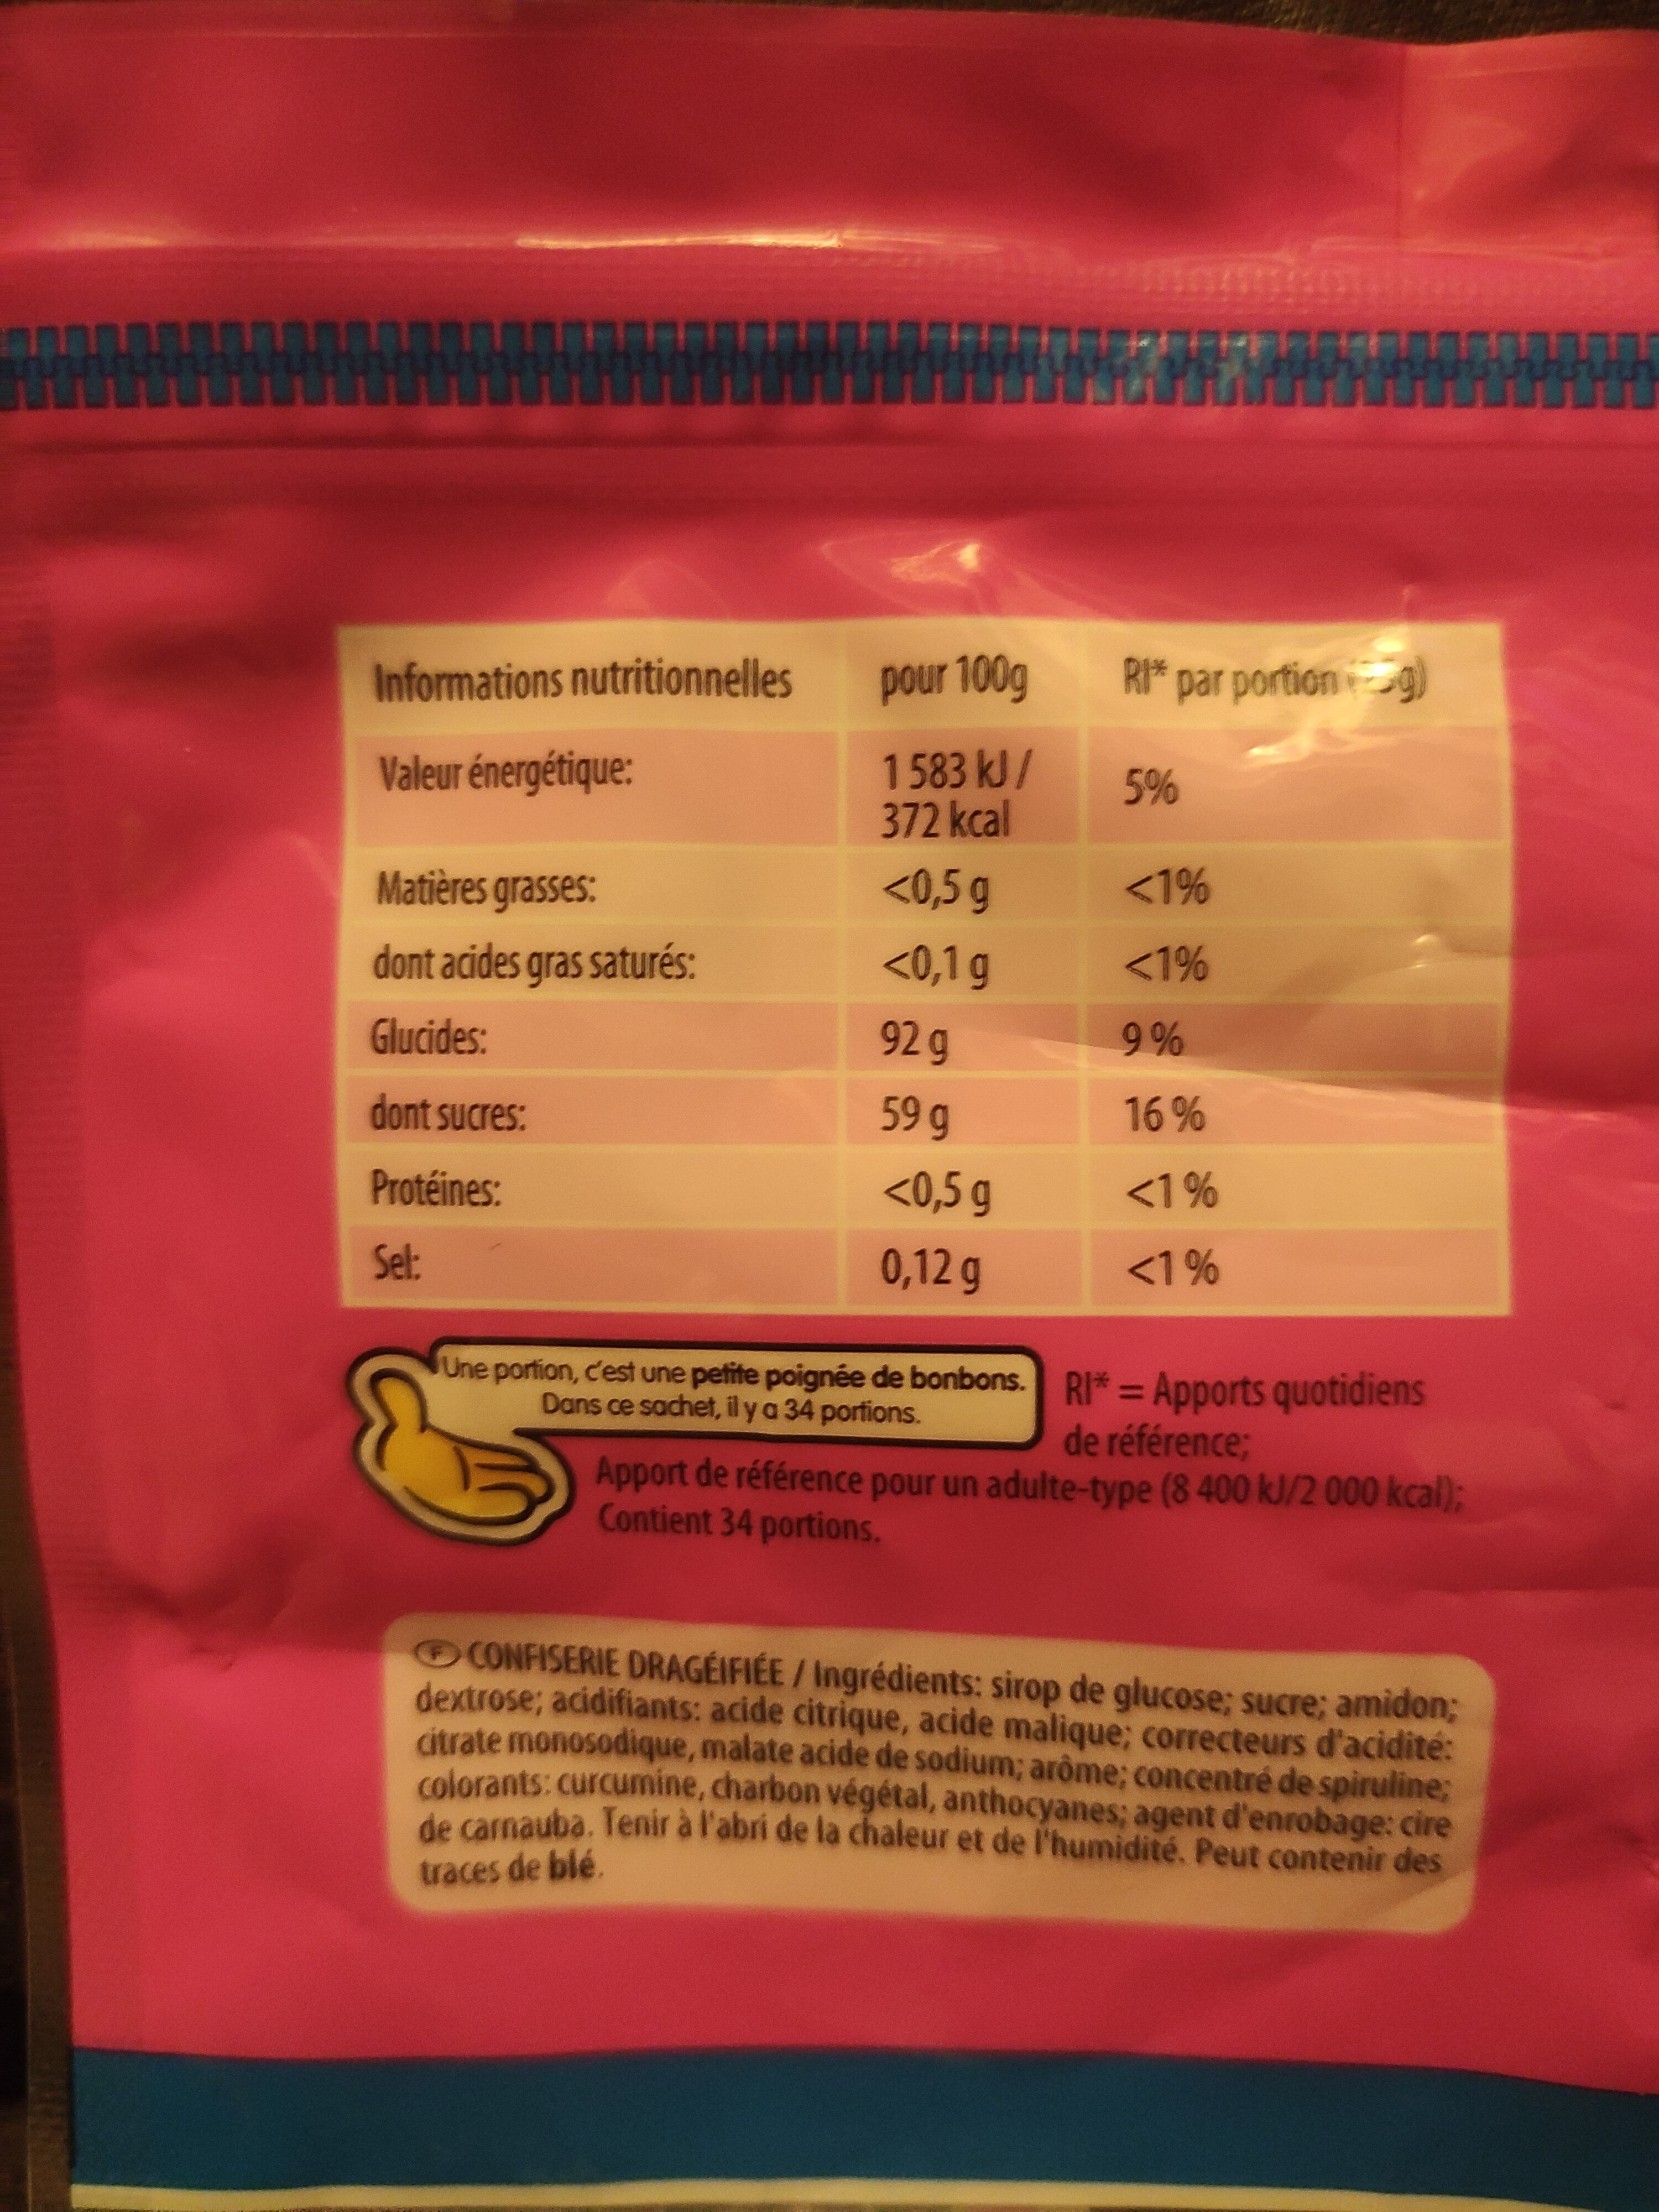 Informations nutritionnelles pour 100g RI* par portion
Valeur énergétique: 1 583 kJ / 5%
372 kcal
Matières grasses: <0,5 g <1%
dont acides gras saturés: <0,1 g <1%
Glucides: 92 g 9 %
dont sucres: 59 g 16 %
Protéines: <0,5 g <1 %
Sel: 0,12 g <1 %
Une portion, c'est une petite poignée de bonbons.
Dans ce sachet, il y a 34 portions.
RI* = Apports quotidiens
de référence;
Apport de référence pour un adulte-type (8 400 kJ/2 000 kcal);
Contient 34 portions.
F CONFISERIE DRAGÉIFIÉE / Ingrédients: sirop de glucose; sucre; amidon;
dextrose; acidifiants: acide citrique, acide malique; correcteurs d'acidité:
citrate monosodique, malate acide de sodium; arôme; concentré de spiruline;
colorants: curcumine, charbon végétal, anthocyanes; agent d'enrobage: cire
de carnauba. Tenir à l'abri de la chaleur et de l'humidité. Peut contenir des
traces de blé.